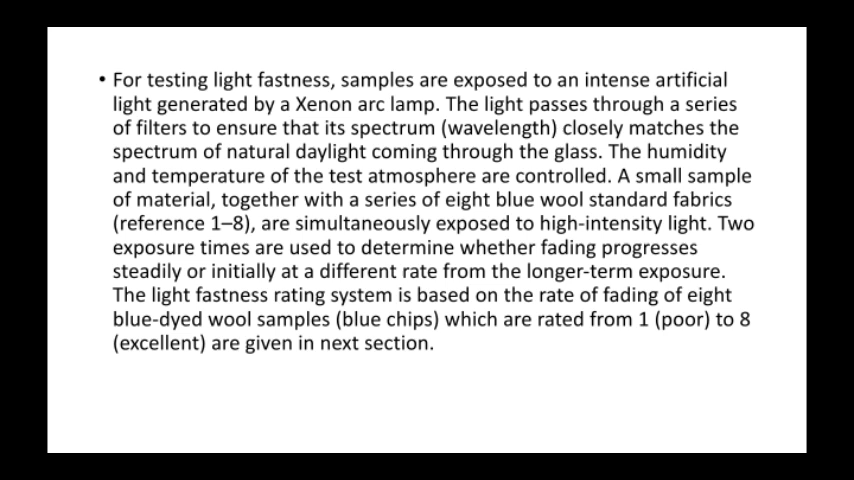 • For testing light fastness, samples are exposed to an intense artificial
light generated by a Xenon arc lamp. The light passes through a series
of filters to ensure that its spectrum (wavelength) closely matches the
spectrum of natural daylight coming through the glass. The humidity
and temperature of the test atmosphere are controlled. A small sample
of material, together with a series of eight blue wool standard fabrics
(reference 1–8), are simultaneously exposed to high-intensity light. Two
exposure times are used to determine whether fading progresses
steadily or initially at a different rate from the longer-term exposure.
The light fastness rating system is based on the rate of fading of eight
blue-dyed wool samples (blue chips) which are rated from 1 (poor) to 8
(excellent) are given in next section.